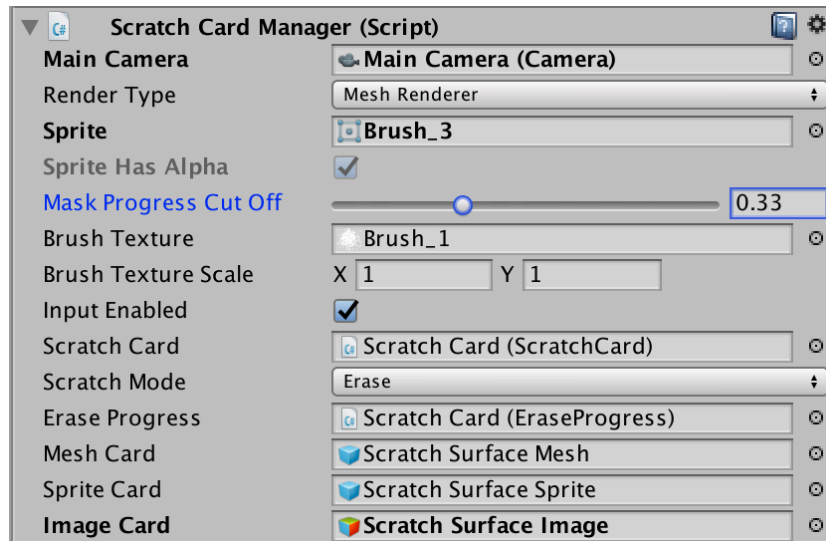 Scratch Card Manager (Script)
Main Camera Main Camera (Camera)
Render Type Mesh Renderer
Sprite Brush_3
Sprite Has Alpha
Mask Progress Cut Off 0.33
Brush Texture Brush_1
Brush Texture Scale X 1 Y 1
Input Enabled
Scratch Card C# Scratch Card (ScratchCard)
Scratch Mode Erase
Erase Progress C# Scratch Card (EraseProgress)
Mesh Card Scratch Surface Mesh
Sprite Card Scratch Surface Sprite
Image Card Scratch Surface Image